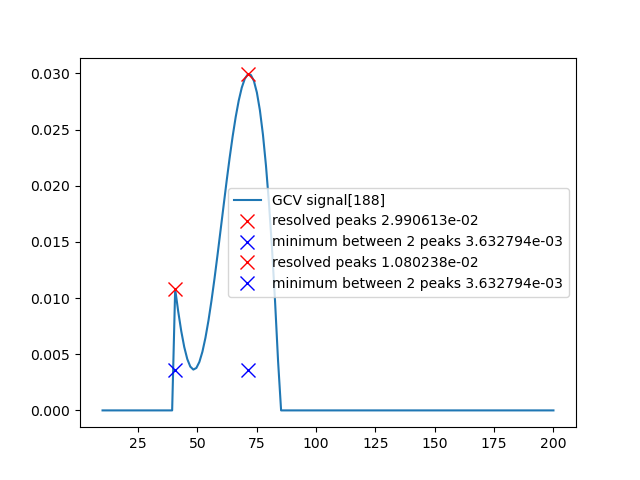 0.030
0.025
0.020
0.015
0.010
0.005
0.000
GCV signal[188]
resolved peaks 2.990613e-02
minimum between 2 peaks 3.632794e-03
resolved peaks 1.080238e-02
minimum between 2 peaks 3.632794e-03
25 50 75 100 125 150 175 200